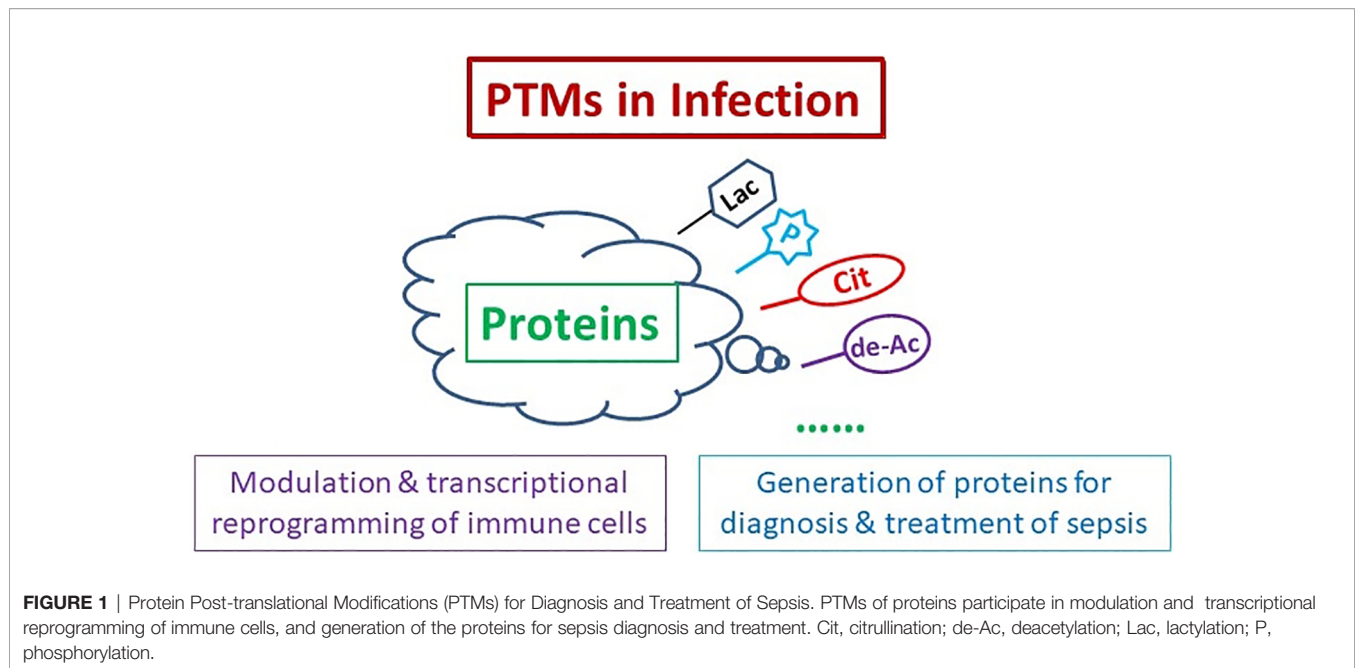 PTMs in Infection
Lac
P
Cit
Proteins
de-Ac
......
Modulation & transcriptional
reprogramming of immune cells
Generation of proteins for
diagnosis & treatment of sepsis
FIGURE 1 | Protein Post-translational Modifications (PTMs) for Diagnosis and Treatment of Sepsis. PTMs of proteins participate in modulation and transcriptional
reprogramming of immune cells, and generation of the proteins for sepsis diagnosis and treatment. Cit, citrullination; de-Ac, deacetylation; Lac, lactylation; P,
phosphorylation.